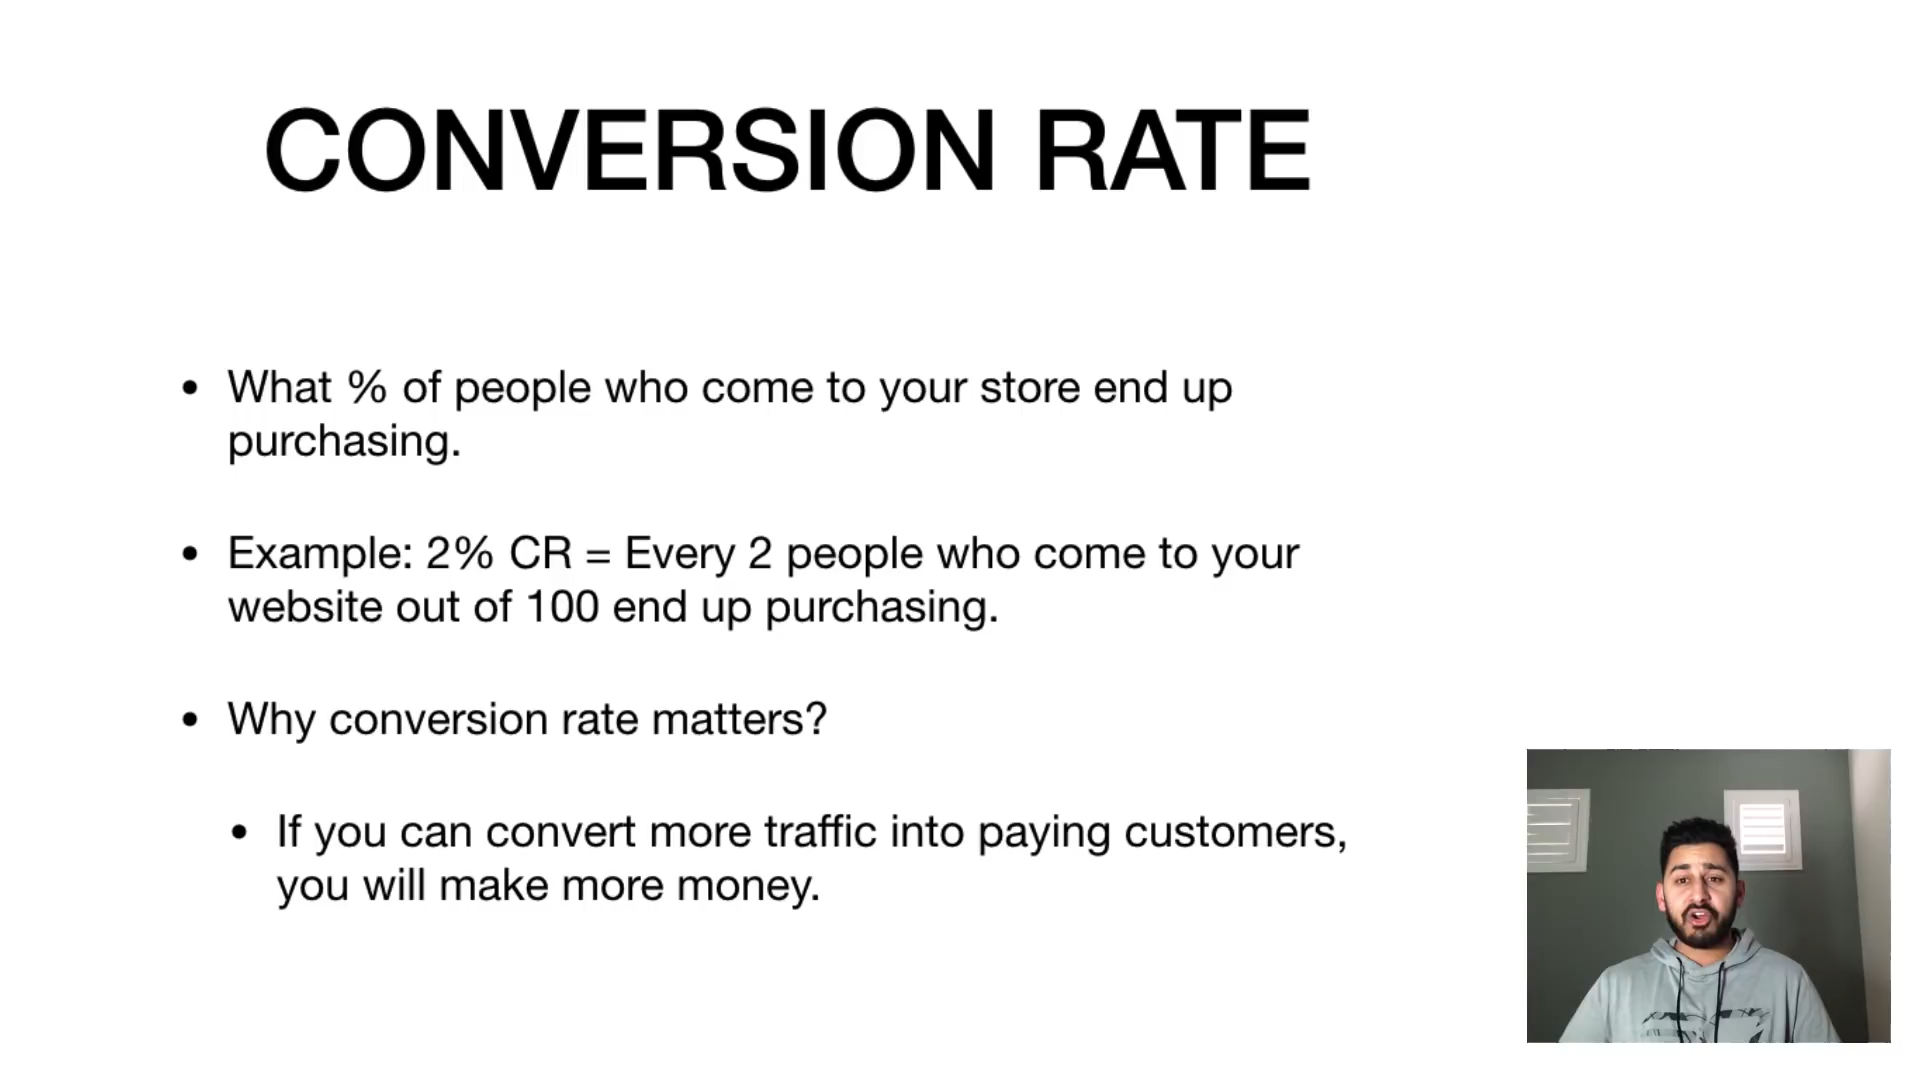 CONVERSION RATE
• What % of people who come to your store end up
purchasing.
• Example: 2% CR = Every 2 people who come to your
website out of 100 end up purchasing.
• Why conversion rate matters?
• If you can convert more traffic into paying customers,
you will make more money.